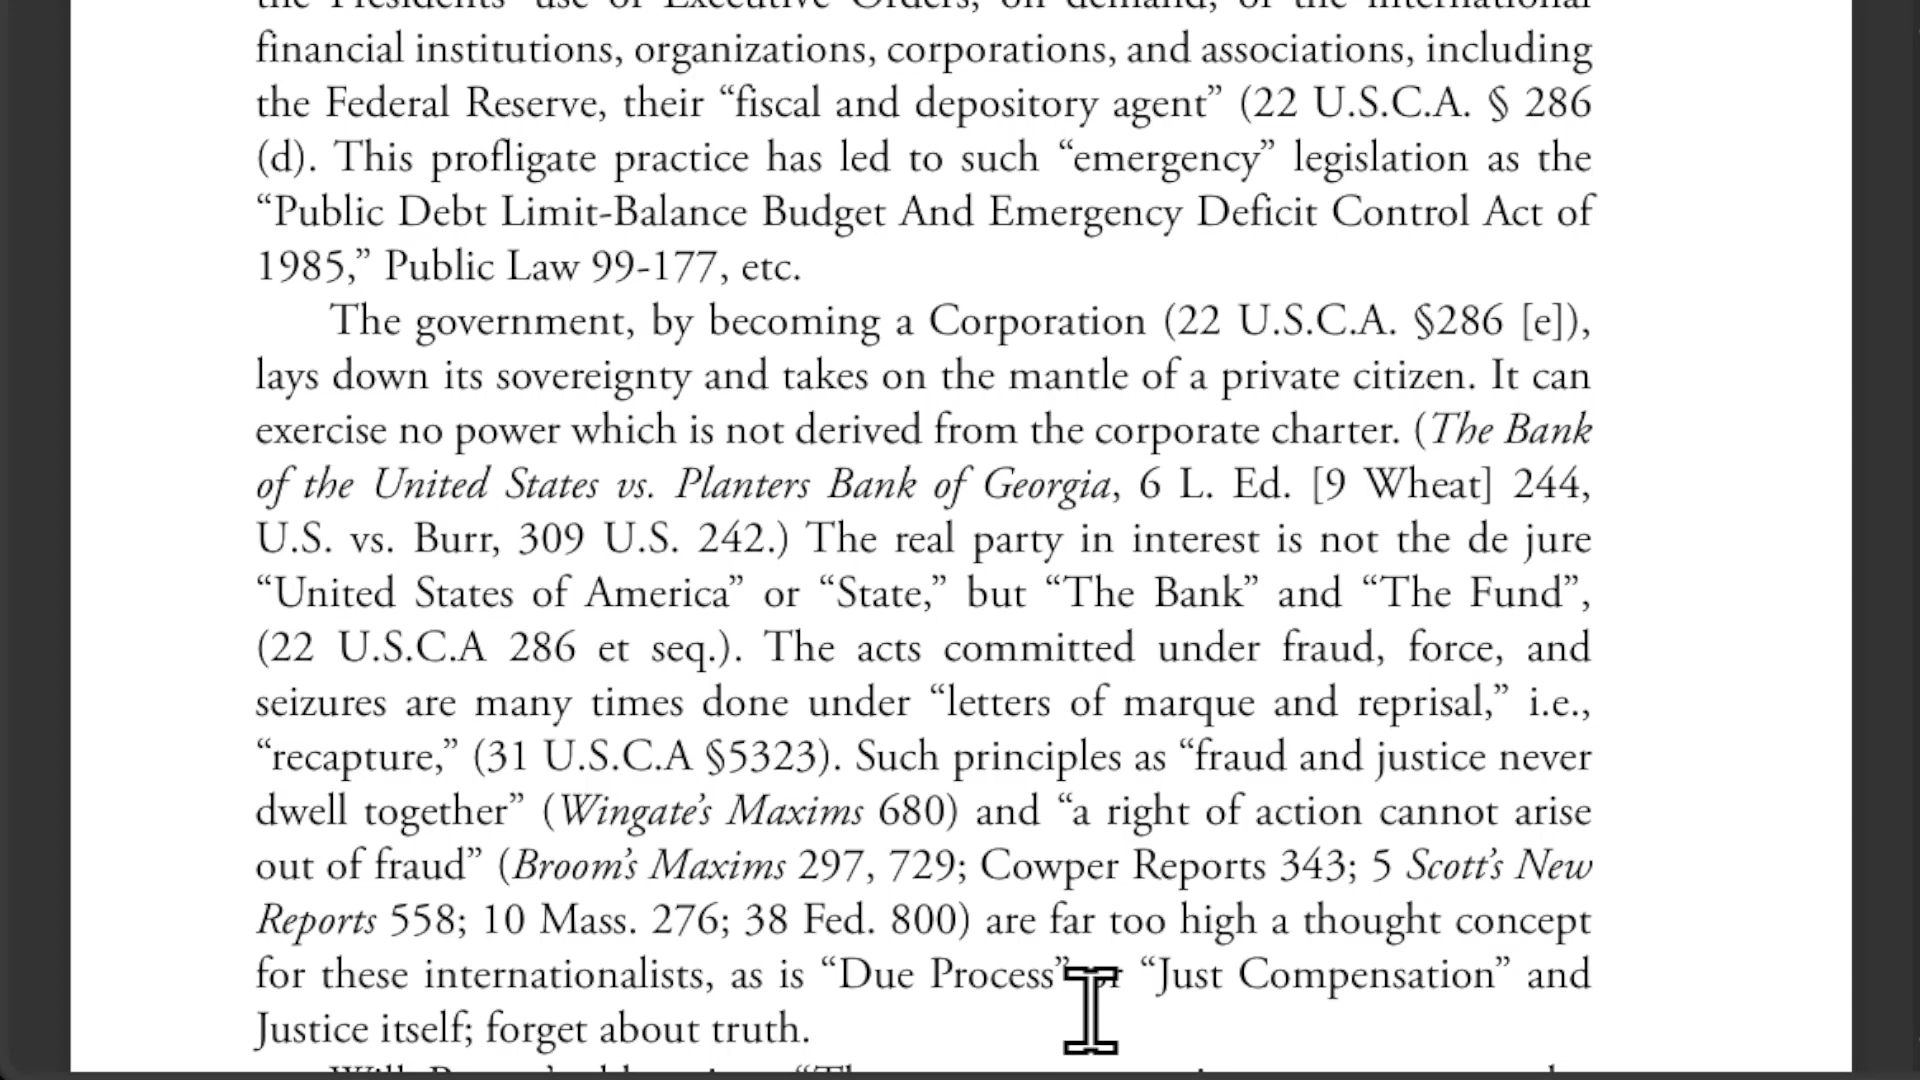 the Presidents' use of Executive Orders, on demand, of the international
financial institutions, organizations, corporations, and associations, including
the Federal Reserve, their “fiscal and depository agent” (22 U.S.C.A. § 286
(d). This profligate practice has led to such “emergency” legislation as the
“Public Debt Limit-Balance Budget And Emergency Deficit Control Act of
1985,” Public Law 99-177, etc.
The government, by becoming a Corporation (22 U.S.C.A. §286 [e]),
lays down its sovereignty and takes on the mantle of a private citizen. It can
exercise no power which is not derived from the corporate charter. (The Bank
of the United States vs. Planters Bank of Georgia, 6 L. Ed. [9 Wheat] 244,
U.S. vs. Burr, 309 U.S. 242.) The real party in interest is not the de jure
“United States of America” or “State,” but “The Bank” and “The Fund”,
(22 U.S.C.A 286 et seq.). The acts committed under fraud, force, and
seizures are many times done under “letters of marque and reprisal,” i.e.,
“recapture,” (31 U.S.C.A §5323). Such principles as “fraud and justice never
dwell together” (Wingate’s Maxims 680) and “a right of action cannot arise
out of fraud” (Broom’s Maxims 297, 729; Cowper Reports 343; 5 Scott’s New
Reports 558; 10 Mass. 276; 38 Fed. 800) are far too high a thought concept
for these internationalists, as is “Due Process” or “Just Compensation” and
Justice itself; forget about truth.